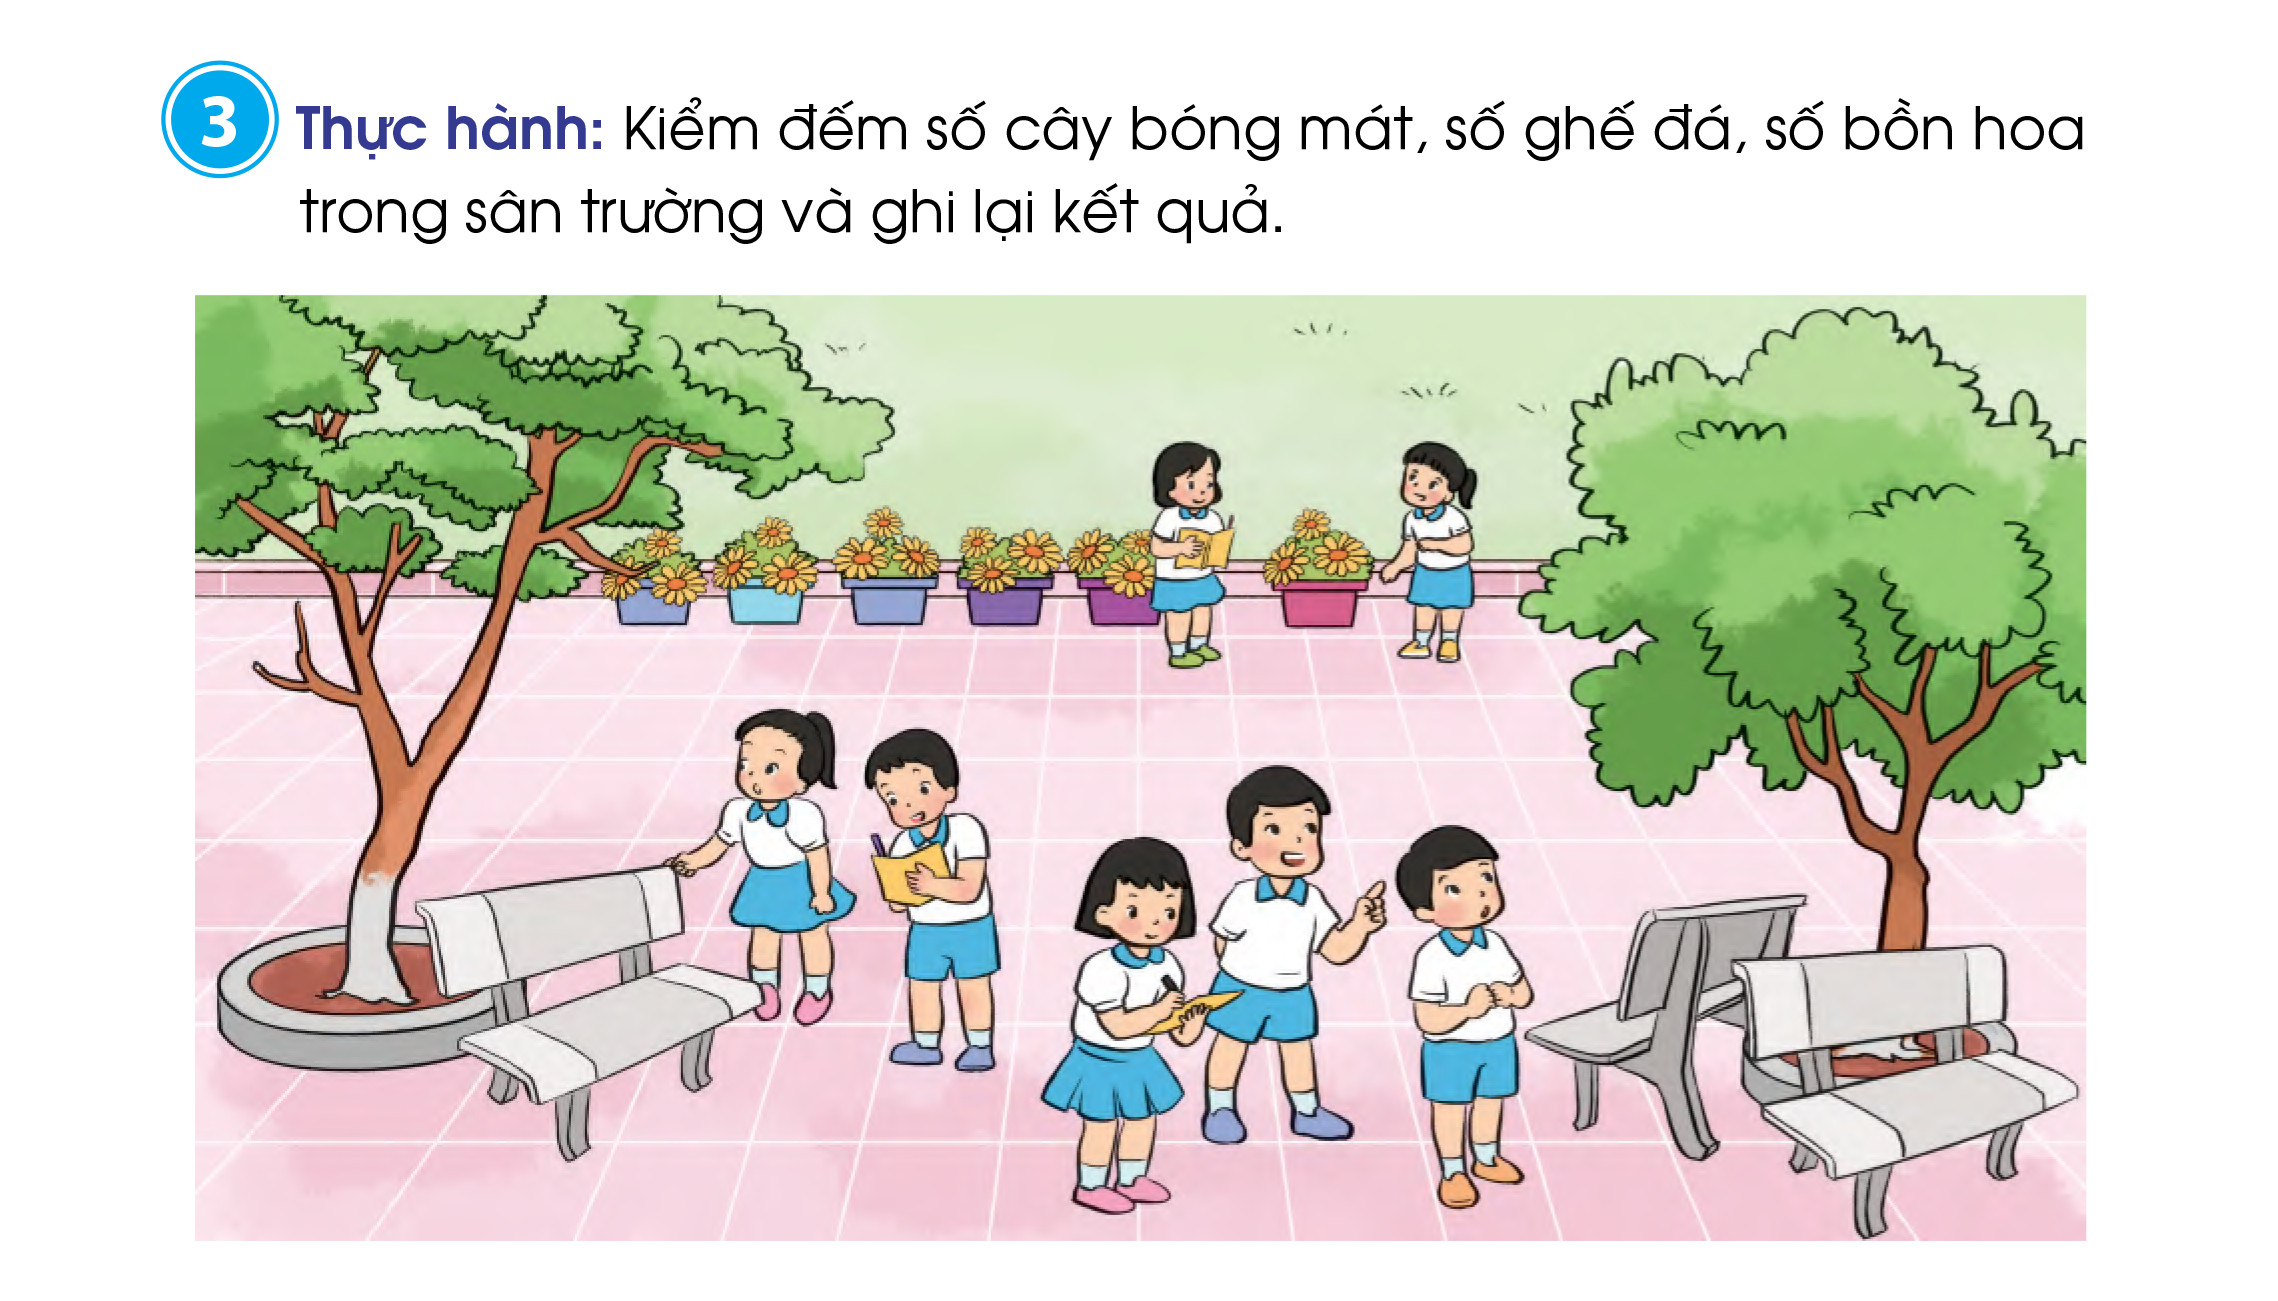 3 Thực hành: Kiểm đếm số cây bóng mát, số ghế đá, số bồn hoa
trong sân trường và ghi lại kết quả.